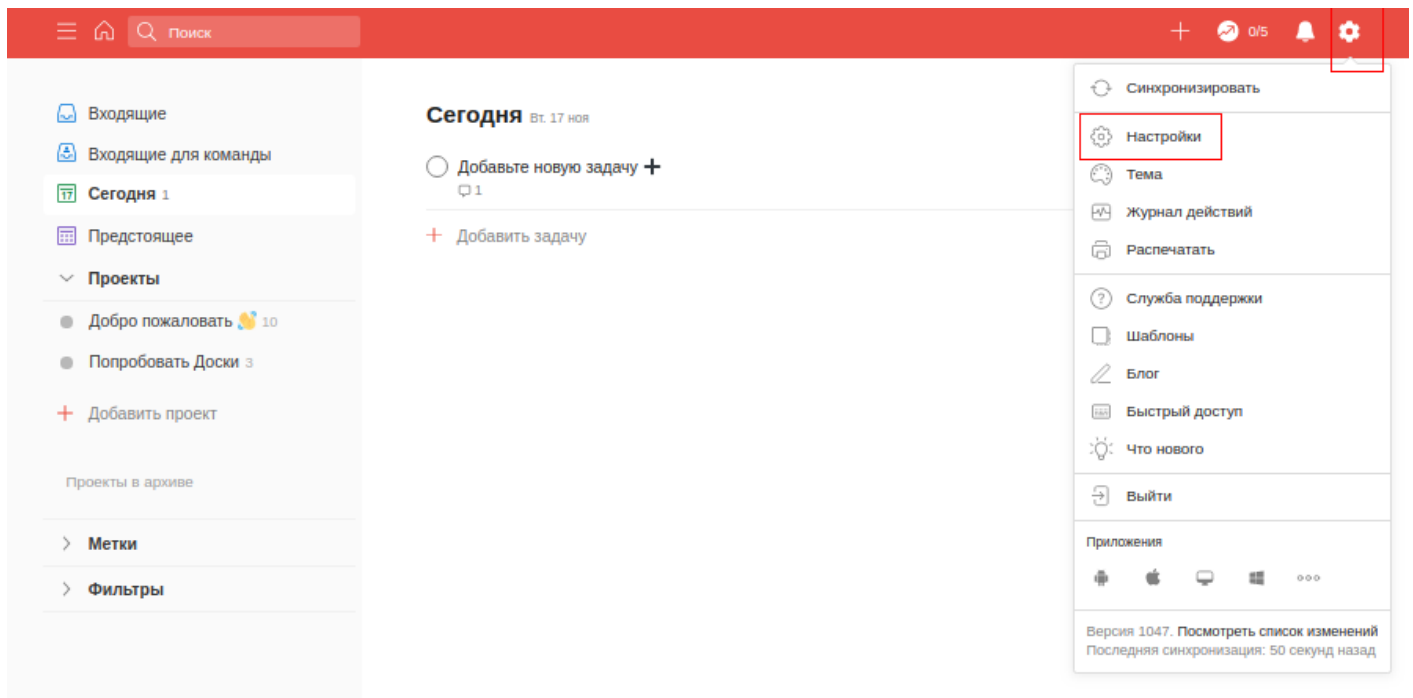 Поиск
0/5
Входящие
Входящие для команды
17 Сегодня 1
Предстоящее
Проекты
Добро пожаловать 👋 10
Попробовать Доски 3
Добавить проект
Проекты в архиве
Метки
Фильтры
Сегодня Вт. 17 ноя
Добавьте новую задачу ➕
1
Добавить задачу
Синхронизировать
Настройки
Тема
Журнал действий
Распечатать
Служба поддержки
Шаблоны
Блог
Быстрый доступ
Что нового
Выйти
Приложения
Версия 1047. Посмотреть список изменений
Последняя синхронизация: 50 секунд назад